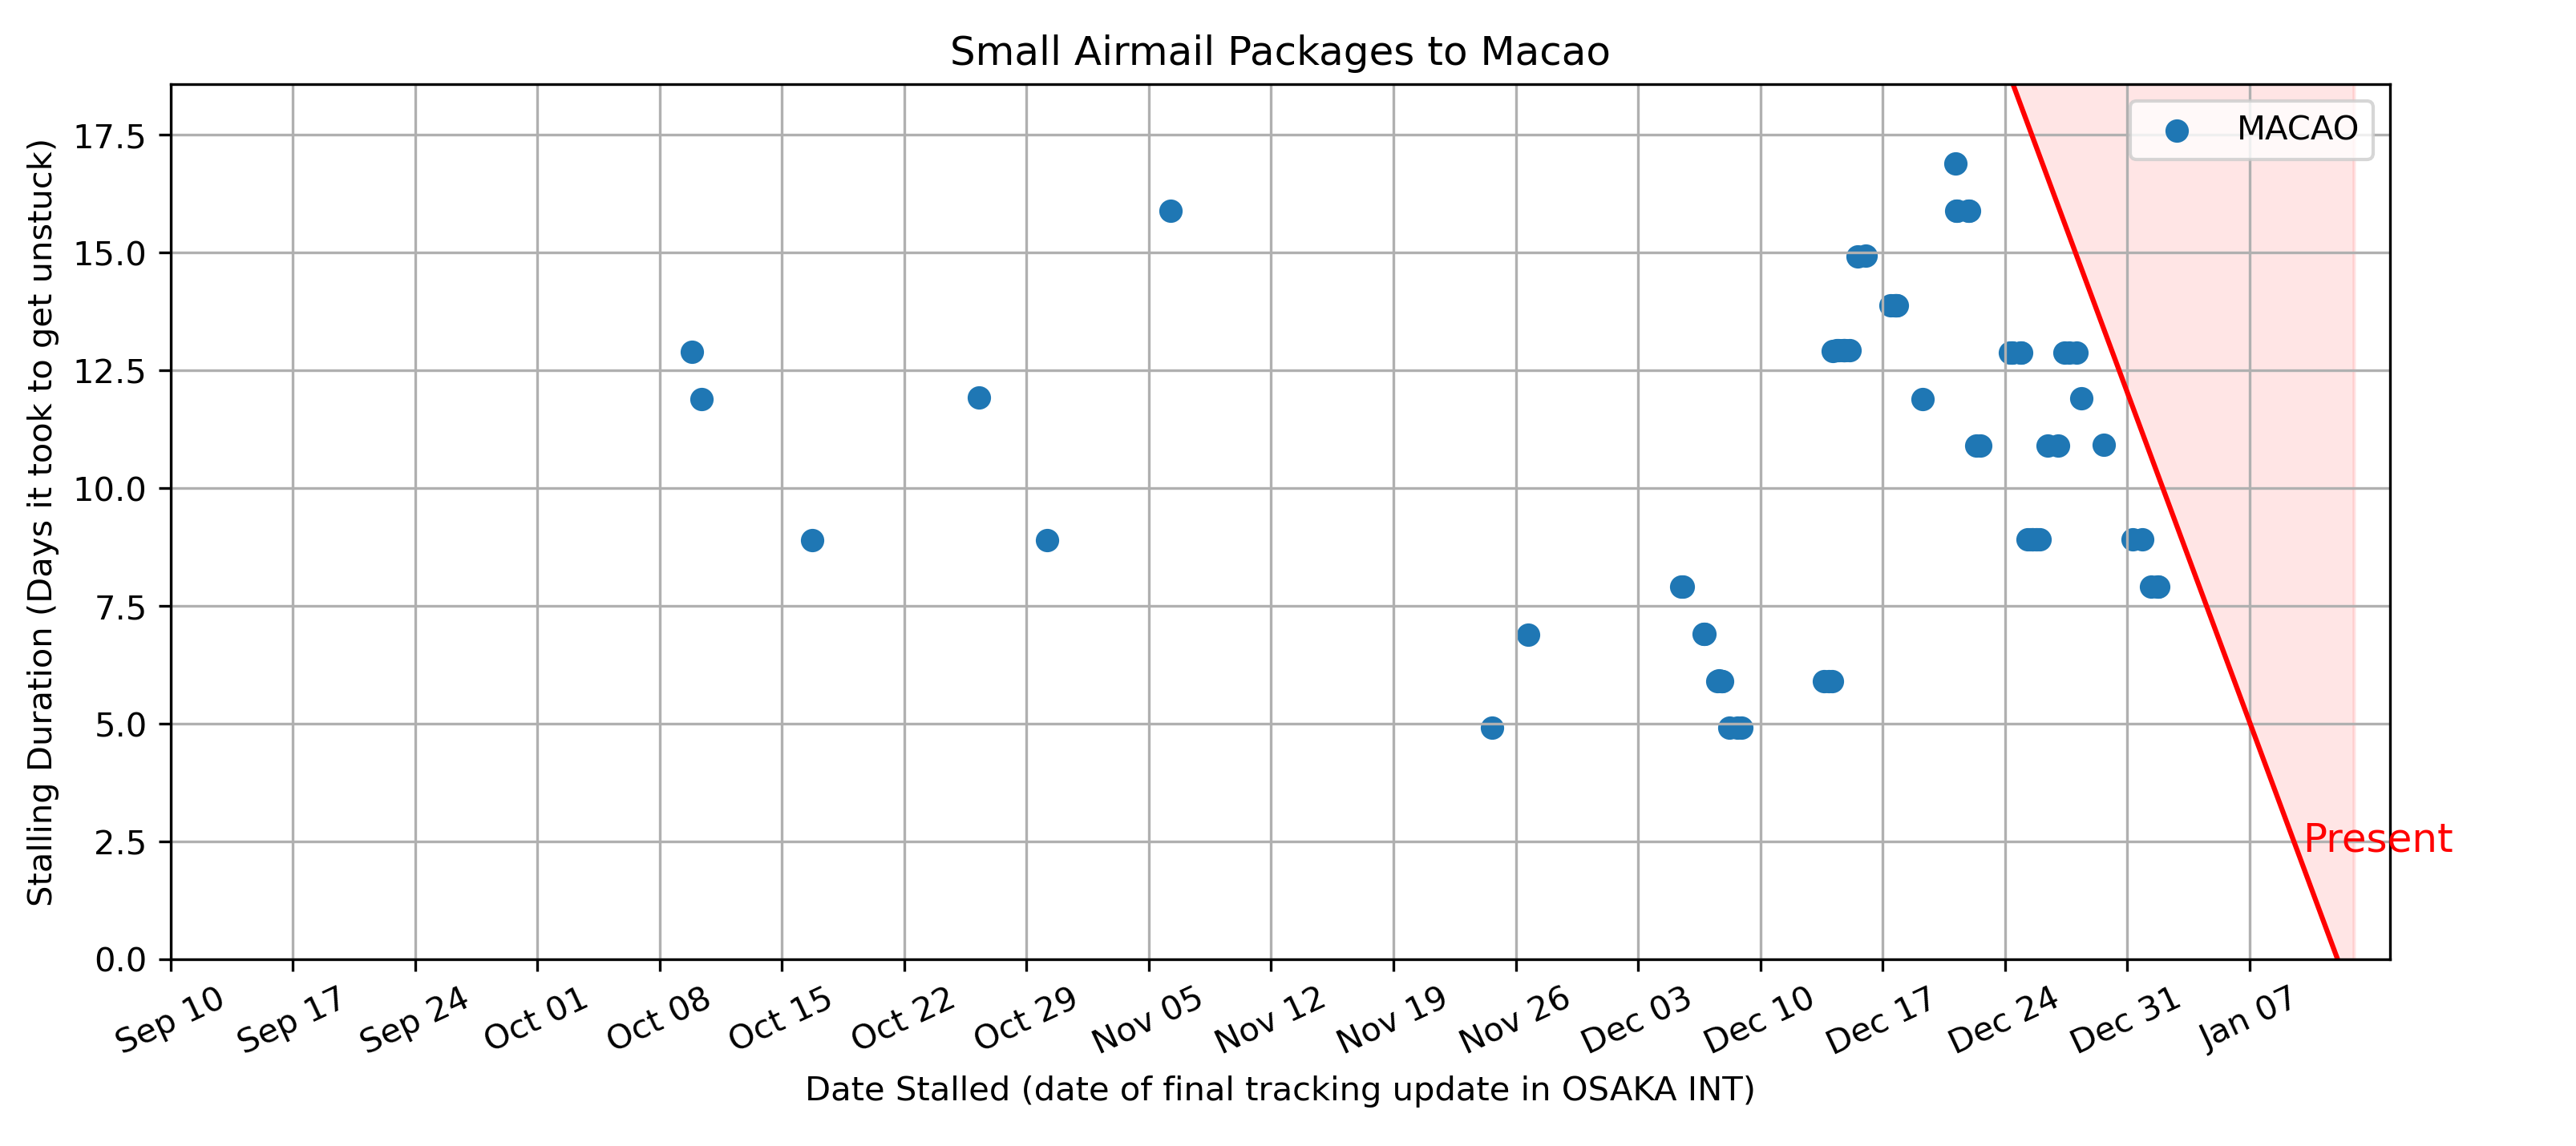 Small Airmail Packages to Macao
MACAO
Stalling Duration (Days it took to get unstuck)
17.5
15.0
12.5
10.0
7.5
5.0
2.5
0.0
Present
Sep 10
Sep 17
Sep 24
Oct 01
Oct 08
Oct 15
Oct 22
Oct 29
Nov 05
Nov 12
Nov 19
Nov 26
Dec 03
Dec 10
Dec 17
Dec 24
Dec 31
Jan 07
Date Stalled (date of final tracking update in OSAKA INT)